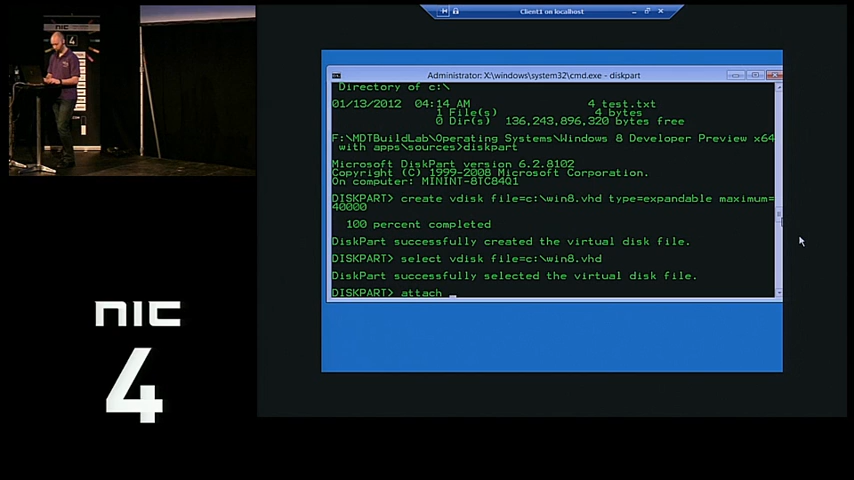 nic
4
Client1 on localhost
Administrator: X:\windows\system32\cmd.exe - diskpart
Directory of c:\
01/13/2012 04:14 AM 4 test.txt
1 File(s) 4 bytes
0 Dir(s) 136,243,896,320 bytes free
F:\MDTBuildLab\Operating Systems\Windows 8 Developer Preview x64
with apps\sources>diskpart
Microsoft DiskPart version 6.2.8102
Copyright (C) 1999-2008 Microsoft Corporation.
On computer: MININT-8TC84Q1
DISKPART> create vdisk file=c:\win8.vhd type=expandable maximum=
40000
100 percent completed
DiskPart successfully created the virtual disk file.
DISKPART> select vdisk file=c:\win8.vhd
DiskPart successfully selected the virtual disk file.
DISKPART> attach _
nic
4